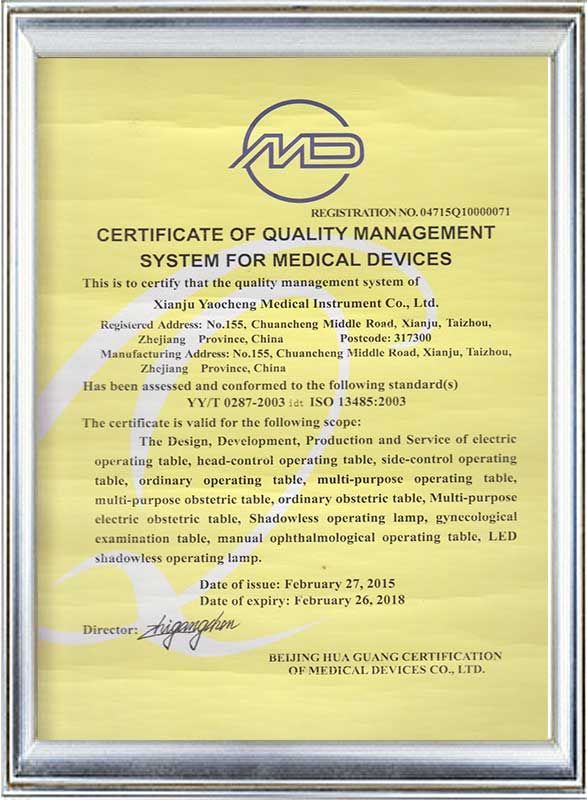 MD
REGISTRATION NO. 04715Q10000071
CERTIFICATE OF QUALITY MANAGEMENT
SYSTEM FOR MEDICAL DEVICES
This is to certify that the quality management system of
Xianju Yaocheng Medical Instrument Co., Ltd.
Registered Address: No.155, Chuancheng Middle Road, Xianju, Taizhou,
Zhejiang Province, China Postcode: 317300
Manufacturing Address: No.155, Chuancheng Middle Road, Xianju, Taizhou,
Zhejiang Province, China
Has been assessed and conformed to the following standard(s)
YY/T 0287-2003 idt ISO 13485:2003
The certificate is valid for the following scope:
The Design, Development, Production and Service of electric
operating table, head-control operating table, side-control operating
table, ordinary operating table, multi-purpose operating table,
multi-purpose obstetric table, ordinary obstetric table, Multi-purpose
electric obstetric table, Shadowless operating lamp, gynecological
examination table, manual ophthalmological operating table, LED
shadowless operating lamp.
Date of issue: February 27, 2015
Date of expiry: February 26, 2018
Director: zhigangchen
BEIJING HUA GUANG CERTIFICATION
OF MEDICAL DEVICES CO., LTD.